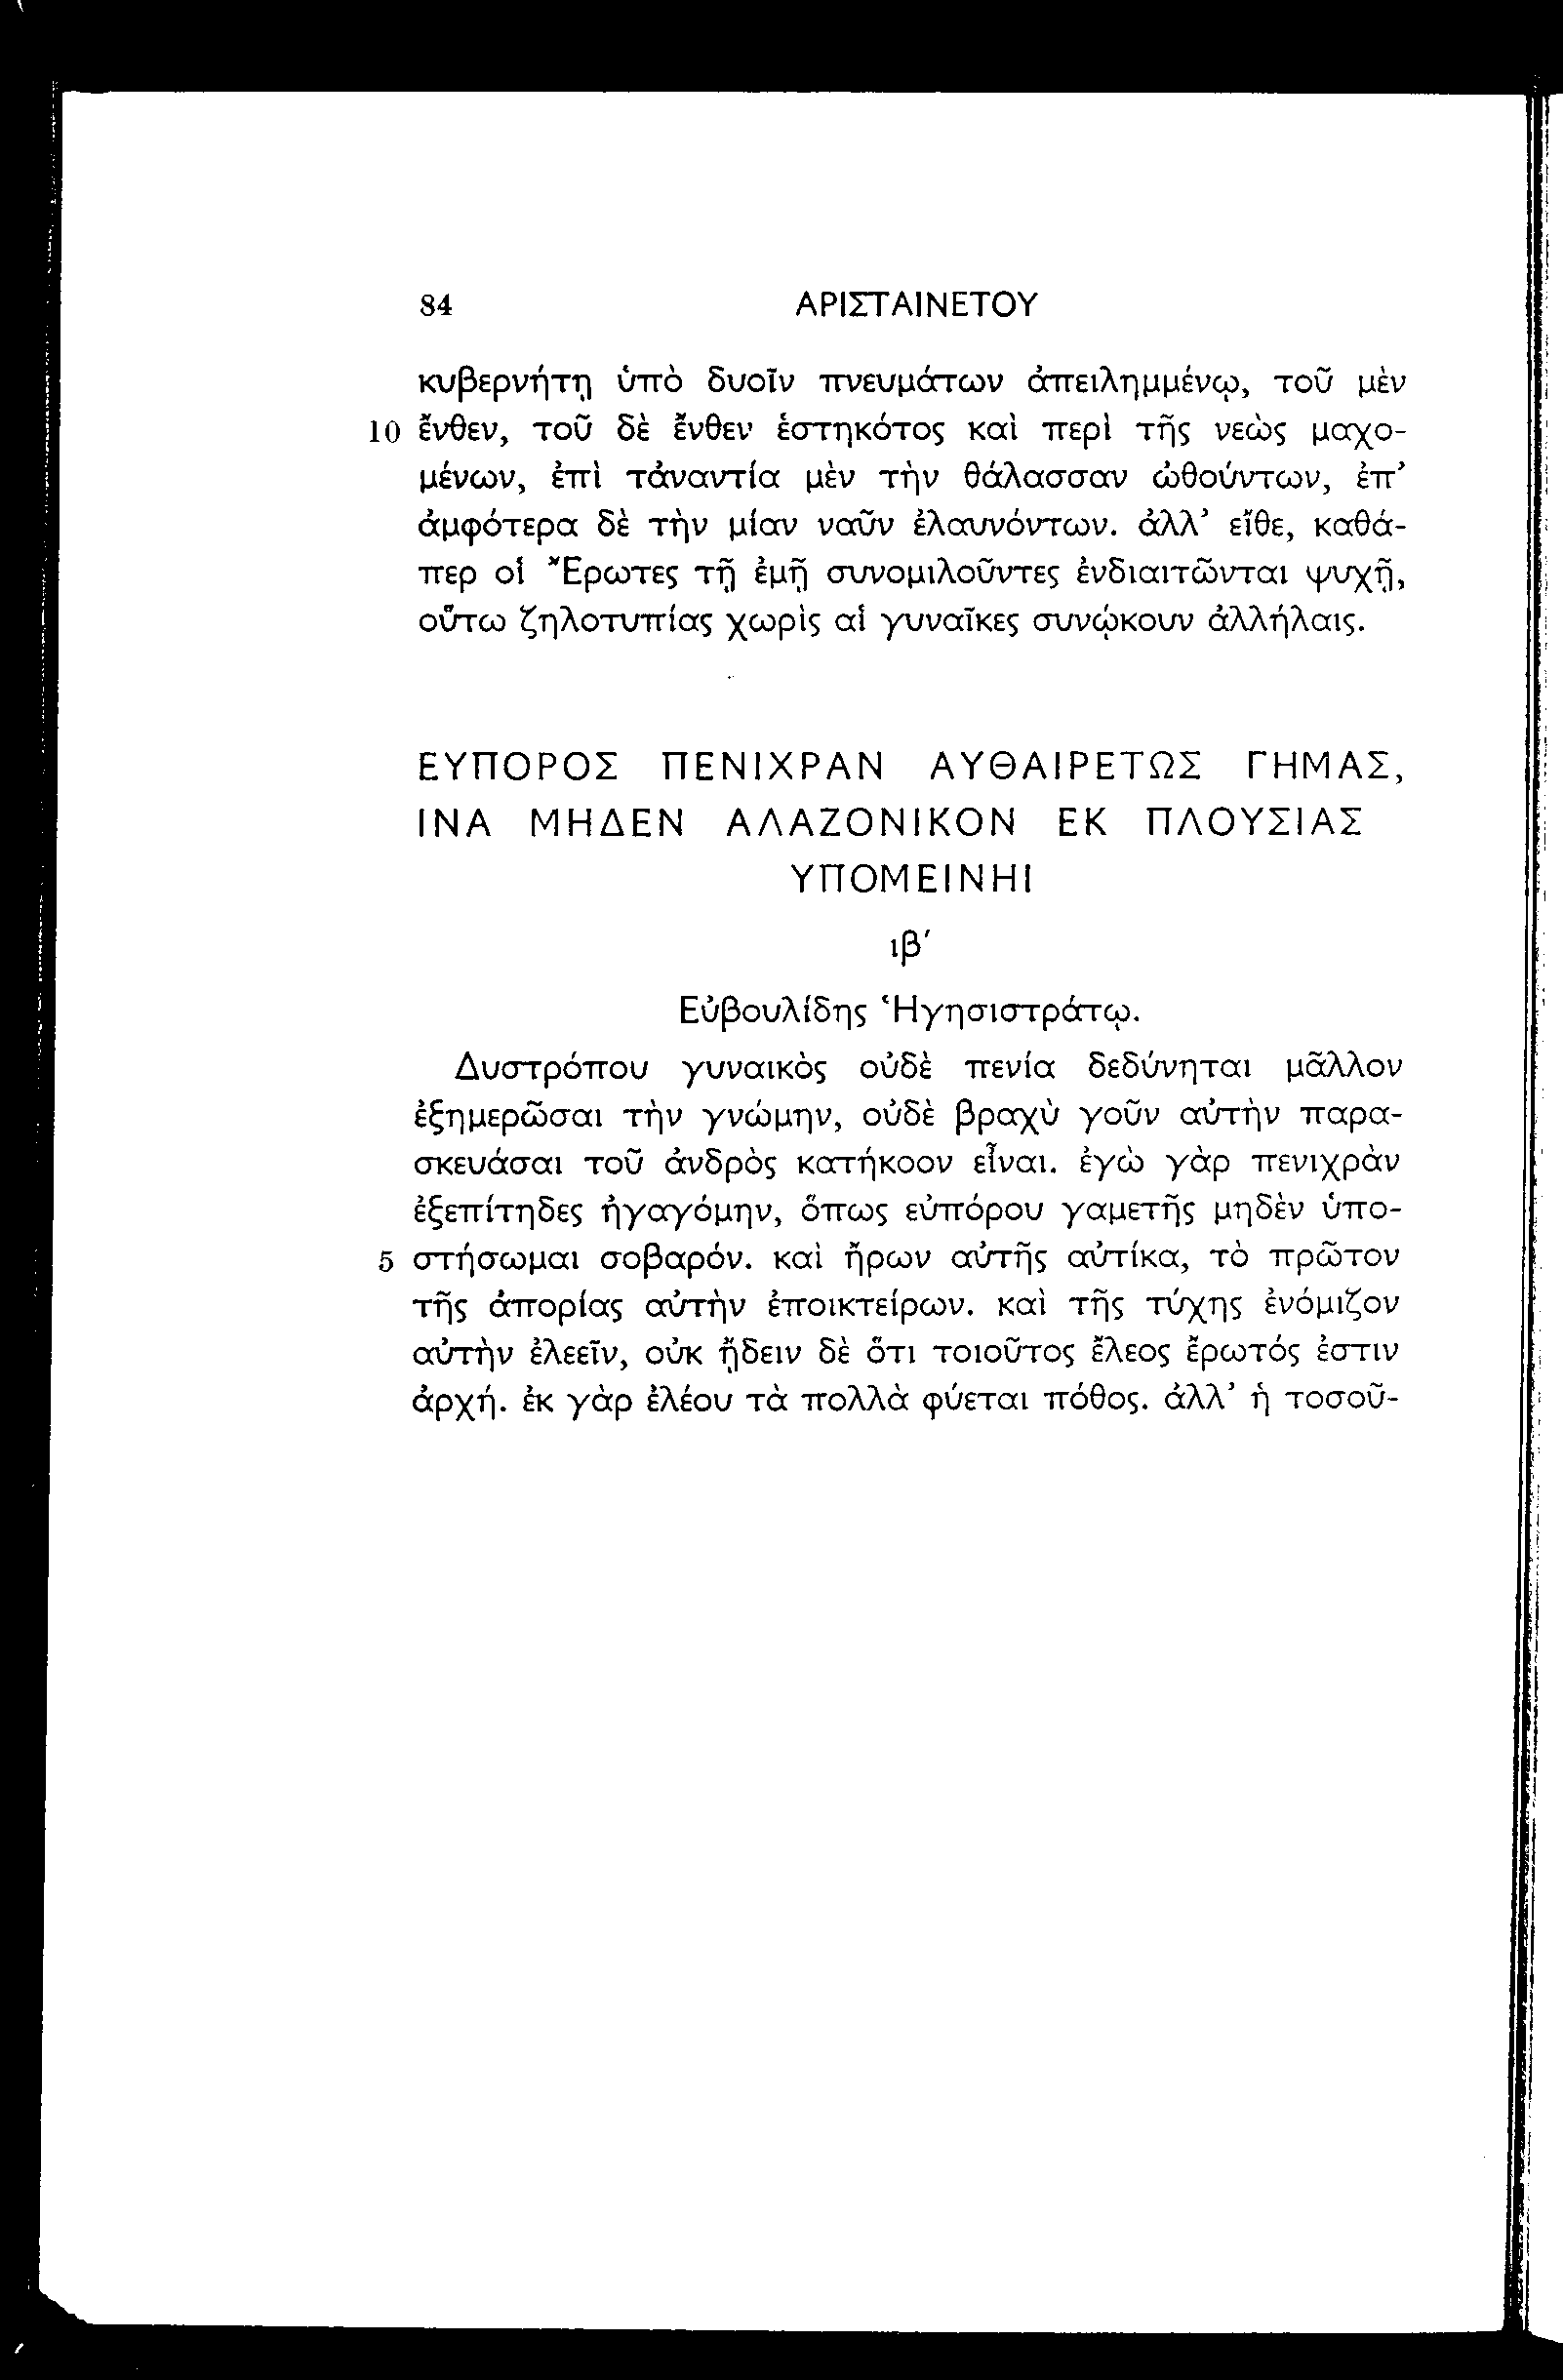 84 ΑΡΙΣΤΑΙΝΕΤΟΥ
κυβερνήτῃ ὑπὸ δυοῖν πνευμάτων ἀπειλημμένῳ, τοῦ μὲν
10 ἔνθεν, τοῦ δὲ ἔνθεν ἑστηκότος καὶ περὶ τῆς νεὼς μαχο-
μένων, ἐπὶ τἀναντία μὲν τὴν θάλασσαν ὠθούντων, ἐπ’
ἀμφότερα δὲ τὴν μίαν ναῦν ἐλαυνόντων. ἀλλ’ εἴθε, καθά-
περ οἱ Ἔρωτες τῇ ἐμῇ συνομιλοῦντες ἐνδιαιτῶνται ψυχῇ,
οὕτω ζηλοτυπίας χωρὶς αἱ γυναῖκες συνῴκουν ἀλλήλαις.
ΕΥΠΟΡΟΣ ΠΕΝΙΧΡΑΝ ΑΥΘΑΙΡΕΤΩΣ ΓΗΜΑΣ,
ΙΝΑ ΜΗΔΕΝ ΑΛΑΖΟΝΙΚΟΝ ΕΚ ΠΛΟΥΣΙΑΣ
ΥΠΟΜΕΙΝΗΙ
ιβ′
Εὐβουλίδης Ἡγησιστράτῳ.
Δυστρόπου γυναικὸς οὐδὲ πενία δεδύνηται μᾶλλον
ἐξημερῶσαι τὴν γνώμην, οὐδὲ βραχὺ γοῦν αὐτὴν παρα-
σκευάσαι τοῦ ἀνδρὸς κατήκοον εἶναι. ἐγὼ γὰρ πενιχρὰν
ἐξεπίτηδες ἠγαγόμην, ὅπως εὐπόρου γαμετῆς μηδὲν ὑπο-
5 στήσωμαι σοβαρόν. καὶ ἤρων αὐτῆς αὐτίκα, τὸ πρῶτον
τῆς ἀπορίας αὐτὴν ἐποικτείρων. καὶ τῆς τύχης ἐνόμιζον
αὐτὴν ἐλεεῖν, οὐκ ᾔδειν δὲ ὅτι τοιοῦτος ἔλεος ἔρωτός ἐστιν
ἀρχή. ἐκ γὰρ ἐλέου τὰ πολλὰ φύεται πόθος. ἀλλ’ ἡ τοσοῦ-